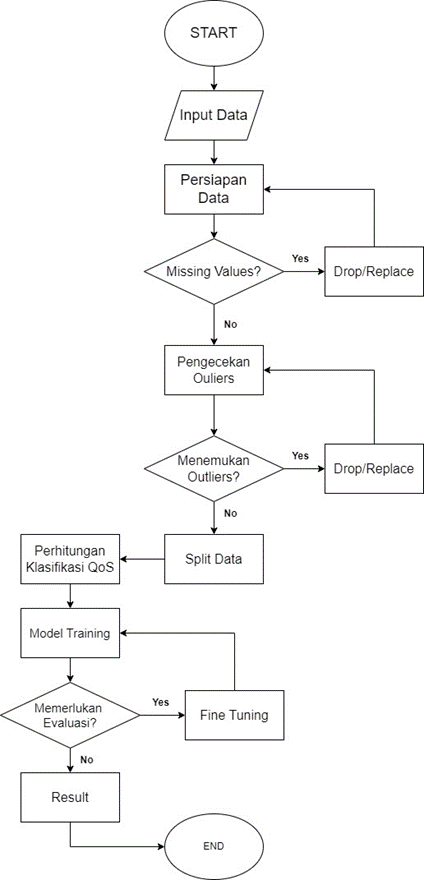 START
Input Data
Persiapan
Data
Missing Values?
Yes
Drop/Replace
No
Pengecekan
Ouliers
Menemukan
Outliers?
Yes
Drop/Replace
No
Split Data
Perhitungan
Klasifikasi QoS
Model Training
Memerlukan
Evaluasi?
Yes
Fine Tuning
No
Result
END